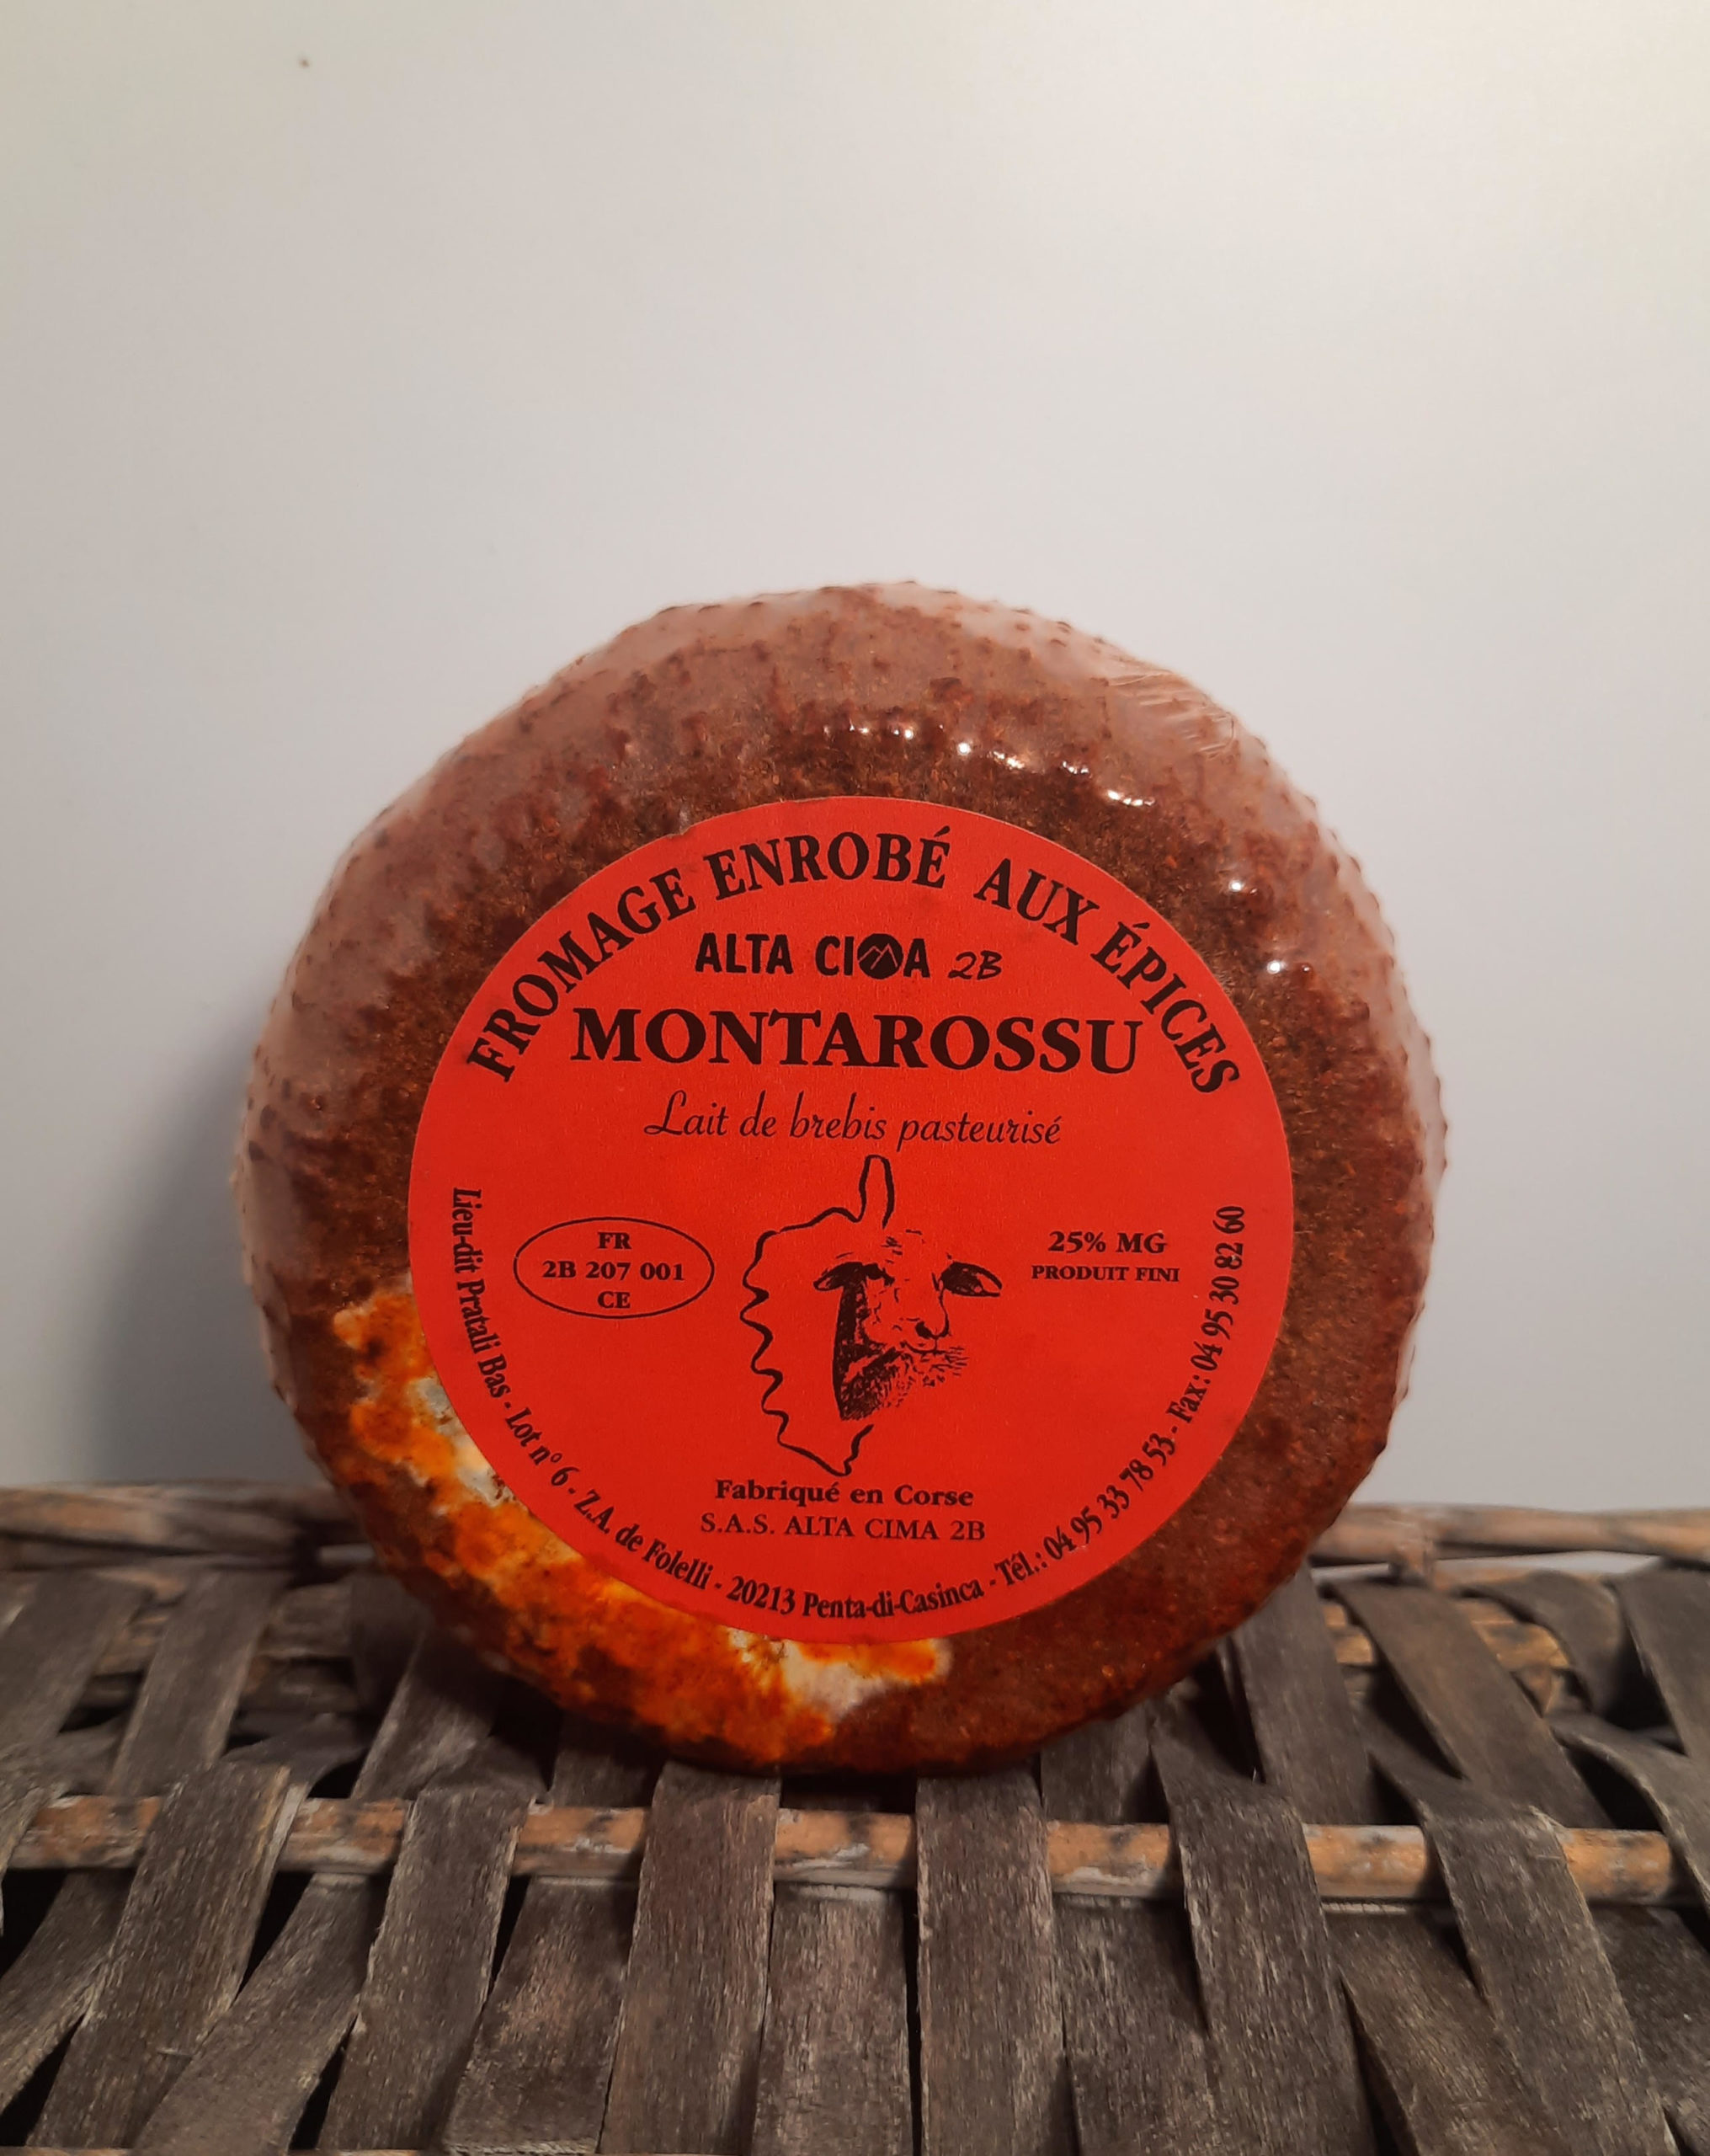 FROMAGE ENROBÉ AUX ÉPICES
ALTA CIMA 2B
MONTAROSSU
Lait de brebis pasteurisé
FR
2B 207 001
CE
25% MG
PRODUIT FINI
Fabriqué en Corse
S.A.S. ALTA CIMA 2B
Lieu-dit Pratali Bas - Lot n° 6 - Z.A. de Folelli - 20213 Penta-di-Casinca - Tél.: 04 95 33 78 53 - Fax: 04 95 30 82 60